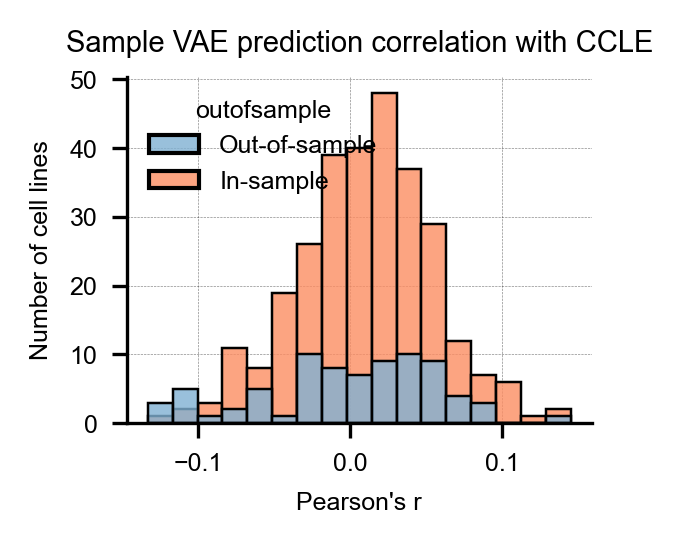 Sample VAE prediction correlation with CCLE
50
40
30
20
10
0
Number of cell lines
outofsample
Out-of-sample
In-sample
−0.1
0.0
0.1
Pearson's r